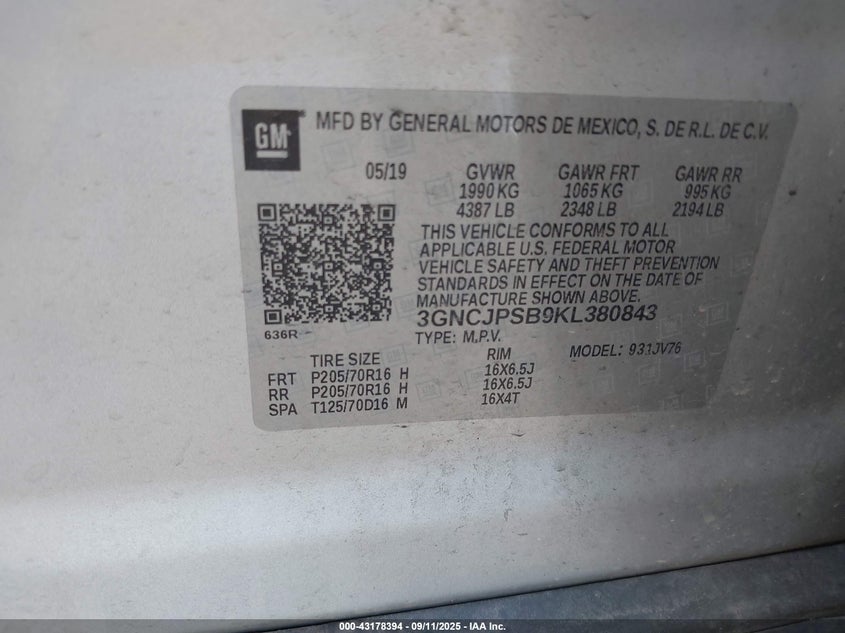 GM
MFD BY GENERAL MOTORS DE MEXICO, S. DE R.L. DE C.V.
05/19 GVWR GAWR FRT GAWR RR
1990 KG 1065 KG 995 KG
4387 LB 2348 LB 2194 LB
THIS VEHICLE CONFORMS TO ALL
APPLICABLE U.S. FEDERAL MOTOR
VEHICLE SAFETY AND THEFT PREVENTION
STANDARDS IN EFFECT ON THE DATE OF
MANUFACTURE SHOWN ABOVE.
3GNCJPSB9KL380843
636R
TYPE: M.P.V. MODEL: 931JV76
TIRE SIZE RIM
FRT P205/70R16 H 16X6.5J
RR P205/70R16 H 16X6.5J
SPA T125/70D16 M 16X4T
000-43178394 - 09/11/2025 - IAA Inc.